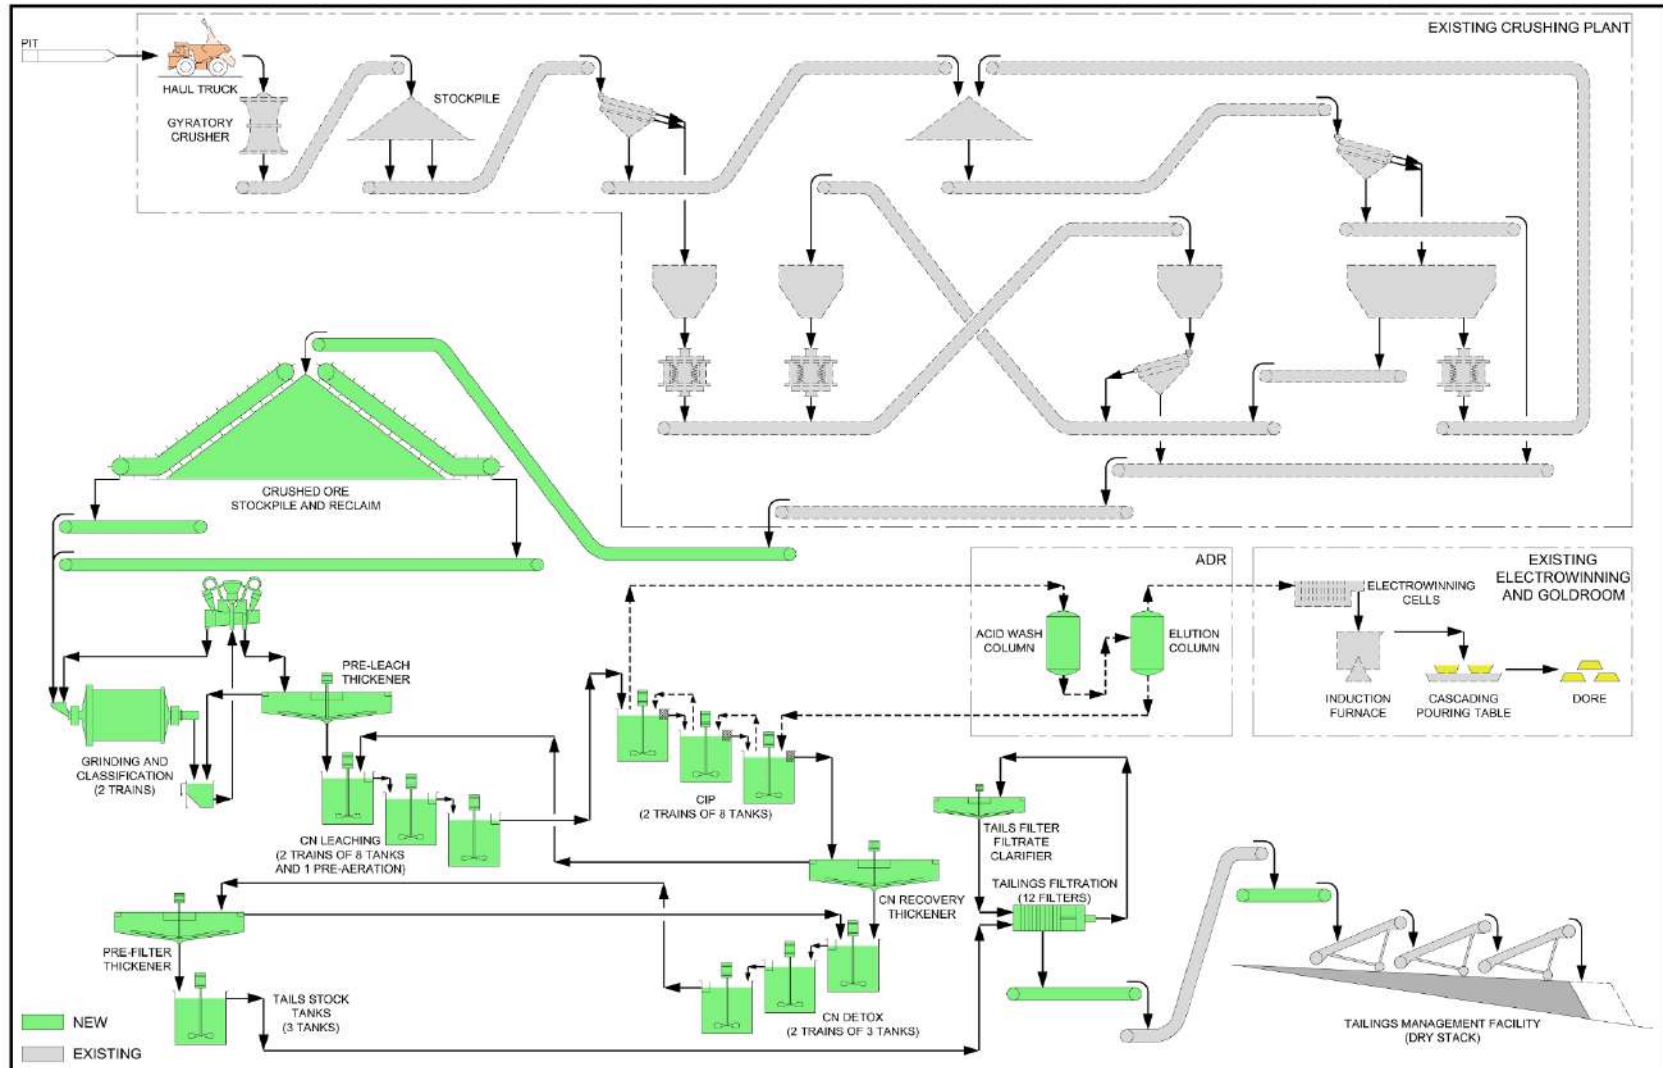 EXISTING CRUSHING PLANT
PIT
HAUL TRUCK
GYRATORY
CRUSHER
STOCKPILE
CRUSHED ORE
STOCKPILE AND RECLAIM
ADR
ACID WASH
COLUMN
ELUTION
COLUMN
EXISTING
ELECTROWINNING
AND GOLDROOM
ELECTROWINNING
CELLS
INDUCTION
FURNACE
CASCADING
POURING TABLE
DORE
PRE-LEACH
THICKENER
GRINDING AND
CLASSIFICATION
(2 TRAINS)
CN LEACHING
(2 TRAINS OF 8 TANKS
AND 1 PRE-AERATION)
CIP
(2 TRAINS OF 8 TANKS)
TAILS FILTER
FILTRATE
CLARIFIER
TAILINGS FILTRATION
(12 FILTERS)
CN RECOVERY
THICKENER
PRE-FILTER
THICKENER
TAILS STOCK
TANKS
(3 TANKS)
CN DETOX
(2 TRAINS OF 3 TANKS)
TAILINGS MANAGEMENT FACILITY
(DRY STACK)
NEW
EXISTING